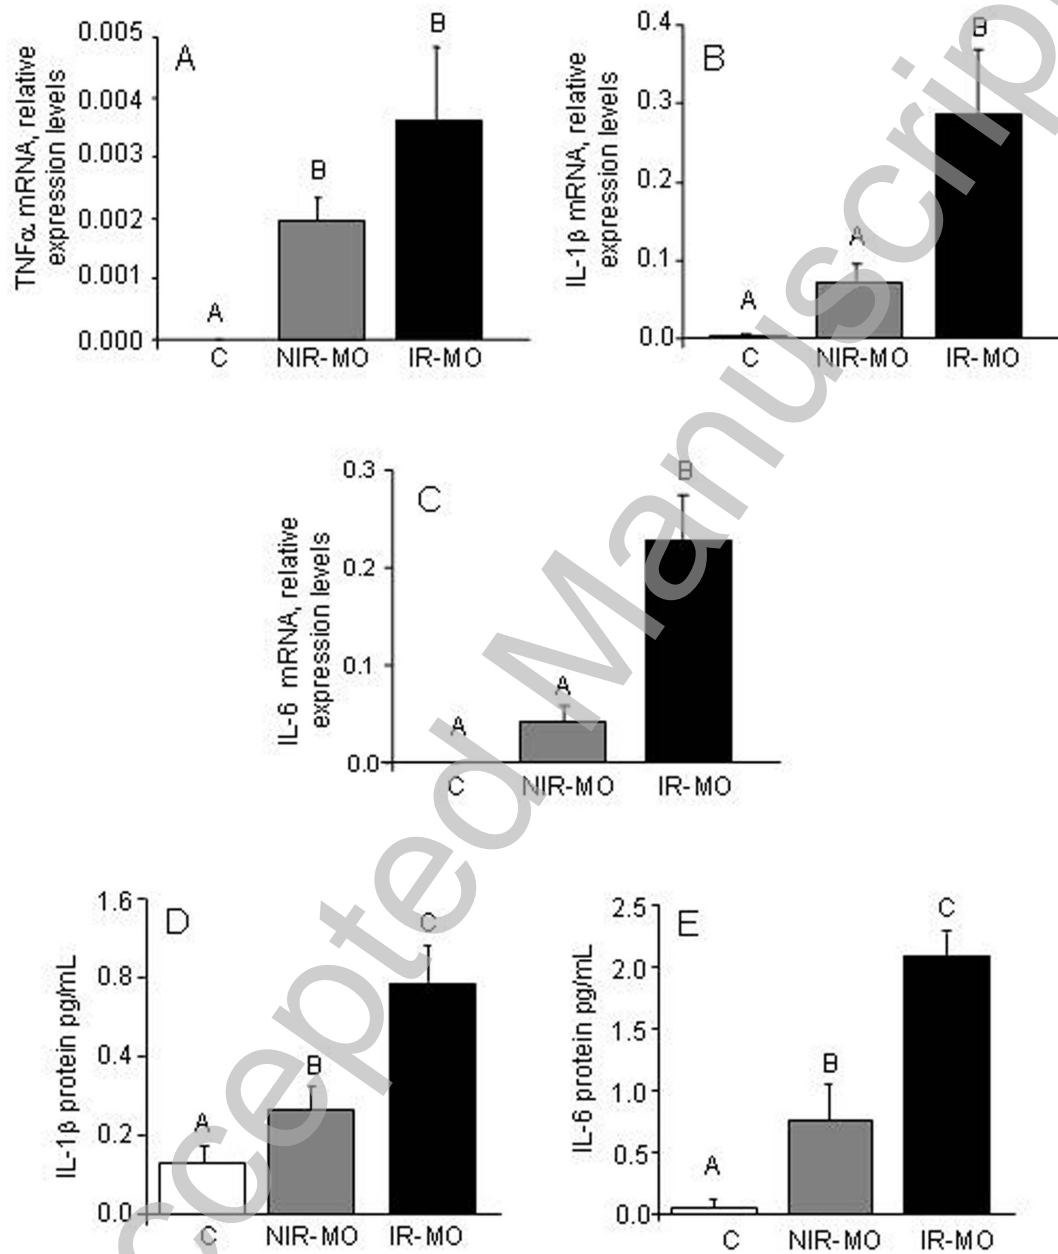 A
TNFα mRNA, relative
expression levels
0.005
0.004
0.003
0.002
0.001
0.000
A
B
B
C
NIR-MO
IR-MO
B
IL-1β mRNA, relative
expression levels
0.4
0.3
0.2
0.1
0.0
A
A
B
C
NIR-MO
IR-MO
C
IL-6 mRNA, relative
expression levels
0.3
0.2
0.1
0.0
A
A
B
C
NIR-MO
IR-MO
D
IL-1β protein pg/mL
1.6
0.8
0.4
0.2
0.0
A
B
C
C
NIR-MO
IR-MO
E
IL-6 protein pg/mL
2.5
2.0
1.5
1.0
0.5
0.0
A
B
C
C
NIR-MO
IR-MO
ccepted Manuscrip